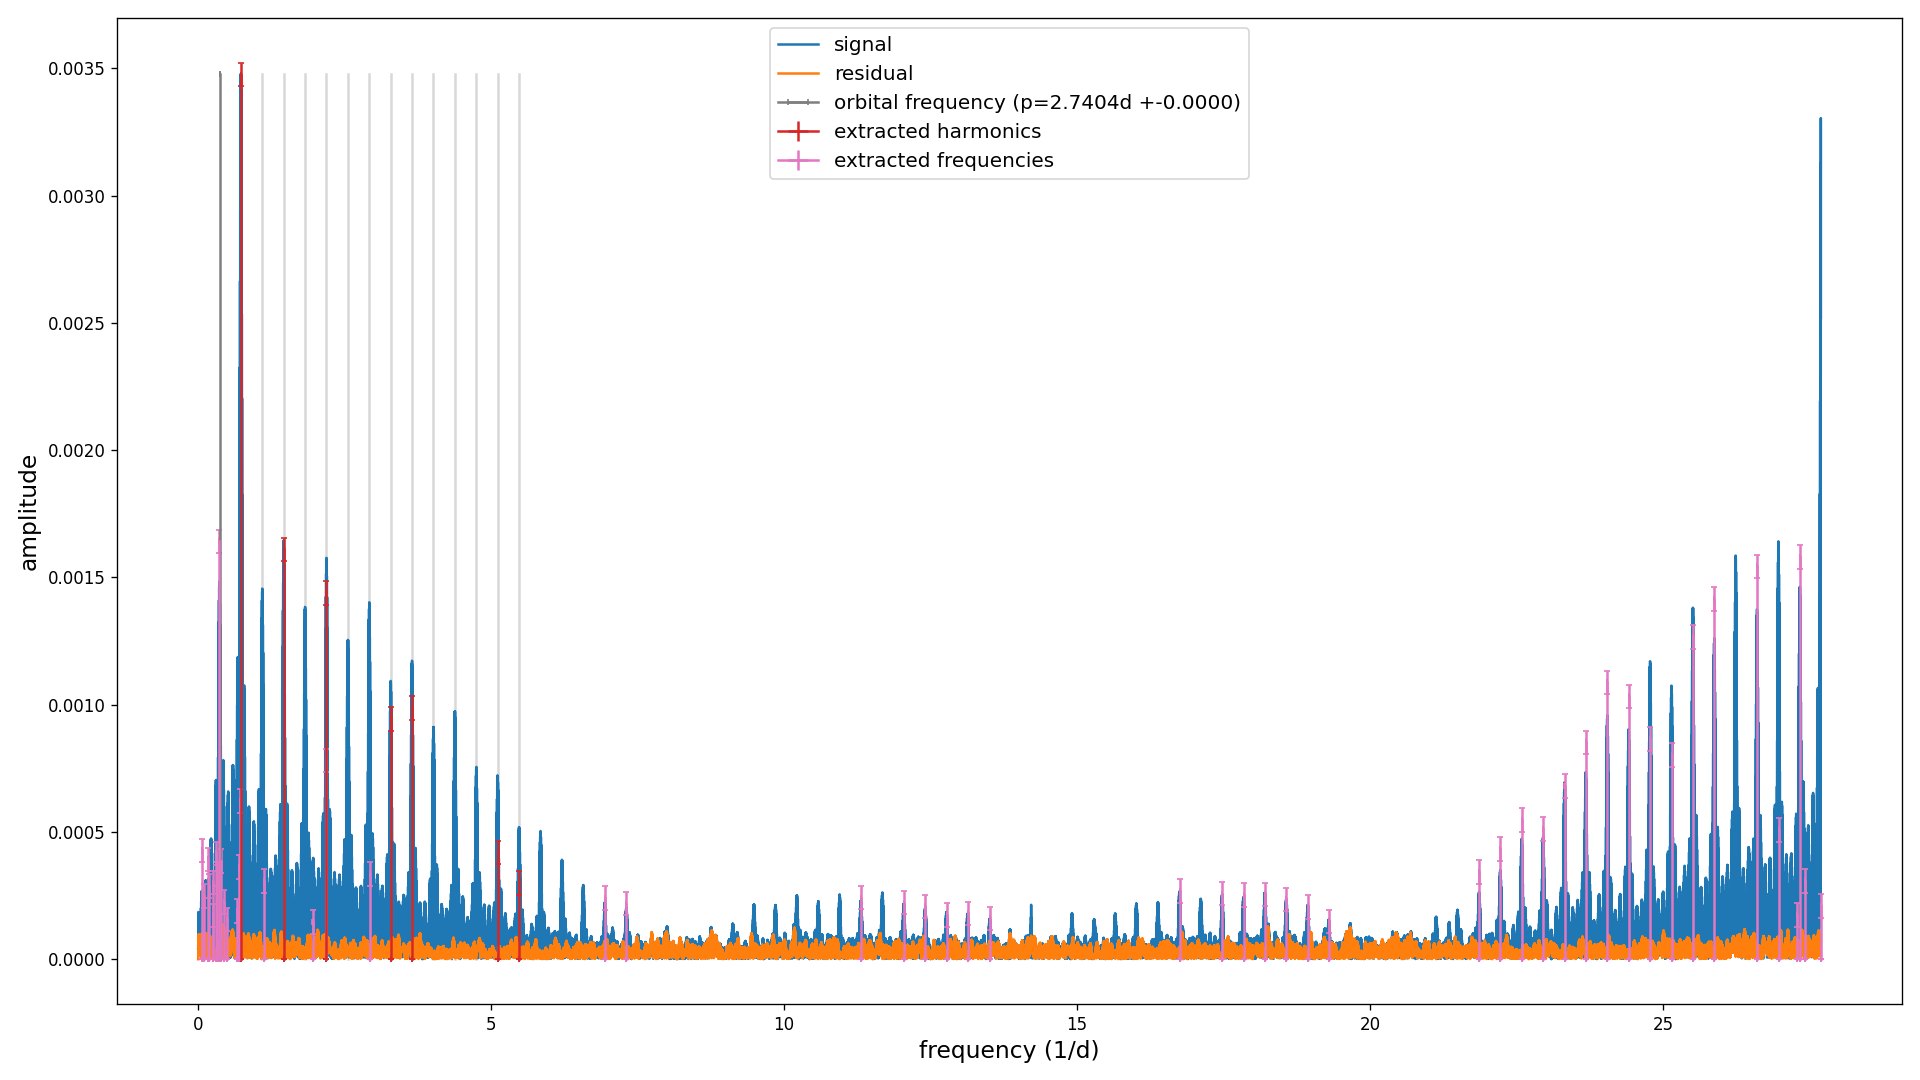 signal
residual
orbital frequency (p=2.7404d +-0.0000)
extracted harmonics
extracted frequencies
0.0035
0.0030
0.0025
0.0020
0.0015
0.0010
0.0005
0.0000
amplitude
0 5 10 15 20 25
frequency (1/d)